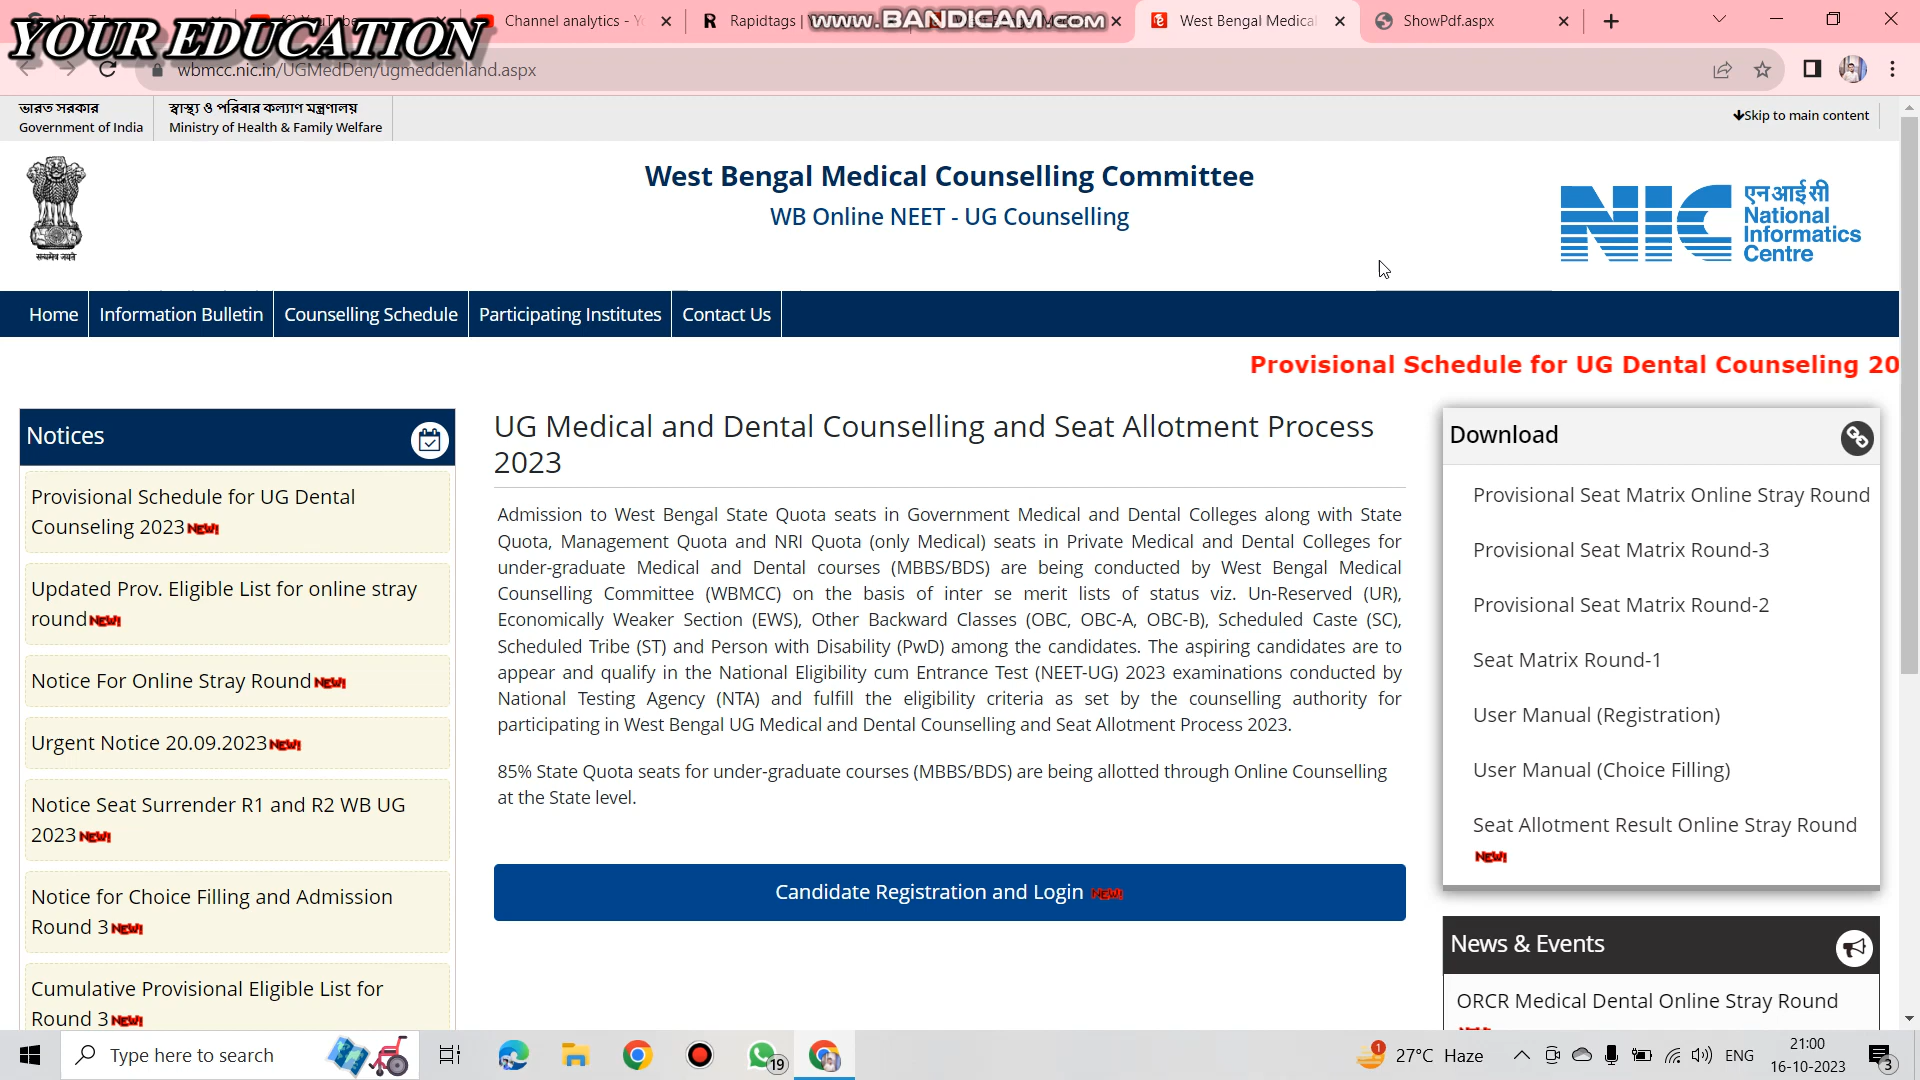 YOUR EDUCATION
Channel analytics - Y
Rapidtags |
www.BANDICAM.com
West Bengal Medical
ShowPdf.aspx
wbmcc.nic.in/UGMedDen/ugmeddenland.aspx
ভারত সরকার
Government of India
স্বাস্থ্য ও পরিবার কল্যাণ মন্ত্রণালয়
Ministry of Health & Family Welfare
Skip to main content
West Bengal Medical Counselling Committee
WB Online NEET - UG Counselling
सत्यमेव जयते
NIC
एन आई सी
National
Informatics
Centre
Home
Information Bulletin
Counselling Schedule
Participating Institutes
Contact Us
Provisional Schedule for UG Dental Counseling 20
Notices
Provisional Schedule for UG Dental
Counseling 2023 NEW!
Updated Prov. Eligible List for online stray
round NEW!
Notice For Online Stray Round NEW!
Urgent Notice 20.09.2023 NEW!
Notice Seat Surrender R1 and R2 WB UG
2023 NEW!
Notice for Choice Filling and Admission
Round 3 NEW!
Cumulative Provisional Eligible List for
Round 3 NEW!
UG Medical and Dental Counselling and Seat Allotment Process
2023
Admission to West Bengal State Quota seats in Government Medical and Dental Colleges along with State
Quota, Management Quota and NRI Quota (only Medical) seats in Private Medical and Dental Colleges for
under-graduate Medical and Dental courses (MBBS/BDS) are being conducted by West Bengal Medical
Counselling Committee (WBMCC) on the basis of inter se merit lists of status viz. Un-Reserved (UR),
Economically Weaker Section (EWS), Other Backward Classes (OBC, OBC-A, OBC-B), Scheduled Caste (SC),
Scheduled Tribe (ST) and Person with Disability (PwD) among the candidates. The aspiring candidates are to
appear and qualify in the National Eligibility cum Entrance Test (NEET-UG) 2023 examinations conducted by
National Testing Agency (NTA) and fulfill the eligibility criteria as set by the counselling authority for
participating in West Bengal UG Medical and Dental Counselling and Seat Allotment Process 2023.
85% State Quota seats for under-graduate courses (MBBS/BDS) are being allotted through Online Counselling
at the State level.
Candidate Registration and Login NEW!
Download
Provisional Seat Matrix Online Stray Round
Provisional Seat Matrix Round-3
Provisional Seat Matrix Round-2
Seat Matrix Round-1
User Manual (Registration)
User Manual (Choice Filling)
Seat Allotment Result Online Stray Round
NEW!
News & Events
ORCR Medical Dental Online Stray Round
Type here to search
19
1
27°C Haze
ENG
21:00
16-10-2023
3